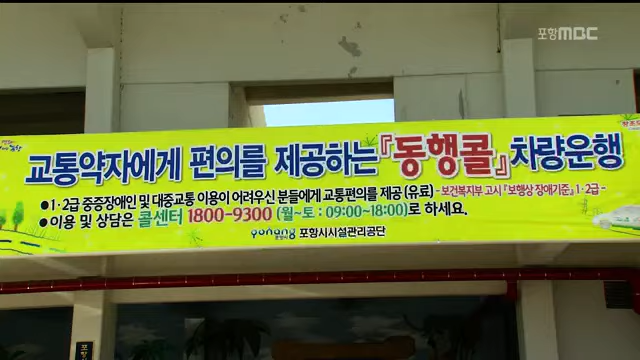 포항MBC
교통약자에게 편의를 제공하는『동행콜』차량운행
●1·2급 중증장애인 및 대중교통 이용이 어려우신 분들에게 교통편의를 제공 (유료) - 보건복지부 고시『보행상 장애기준』1·2급 -
●이용 및 상담은 콜센터 1800-9300 (월~토 : 09:00~18:00)로 하세요.
포항시시설관리공단